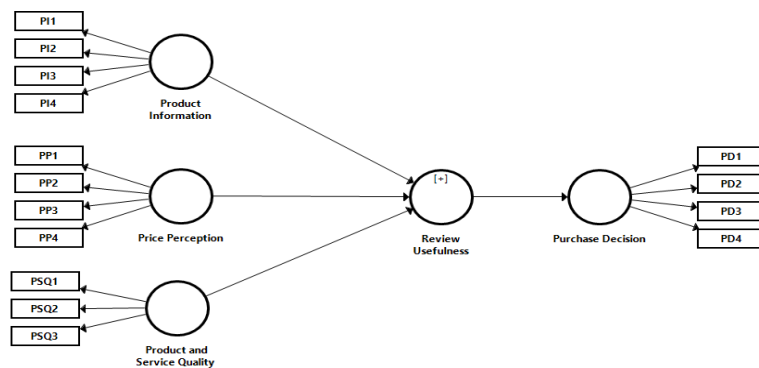 PI1
PI2
PI3
PI4
Product
Information
PP1
PP2
PP3
PP4
Price Perception
PSQ1
PSQ2
PSQ3
Product and
Service Quality
[+]
Review
Usefulness
Purchase Decision
PD1
PD2
PD3
PD4